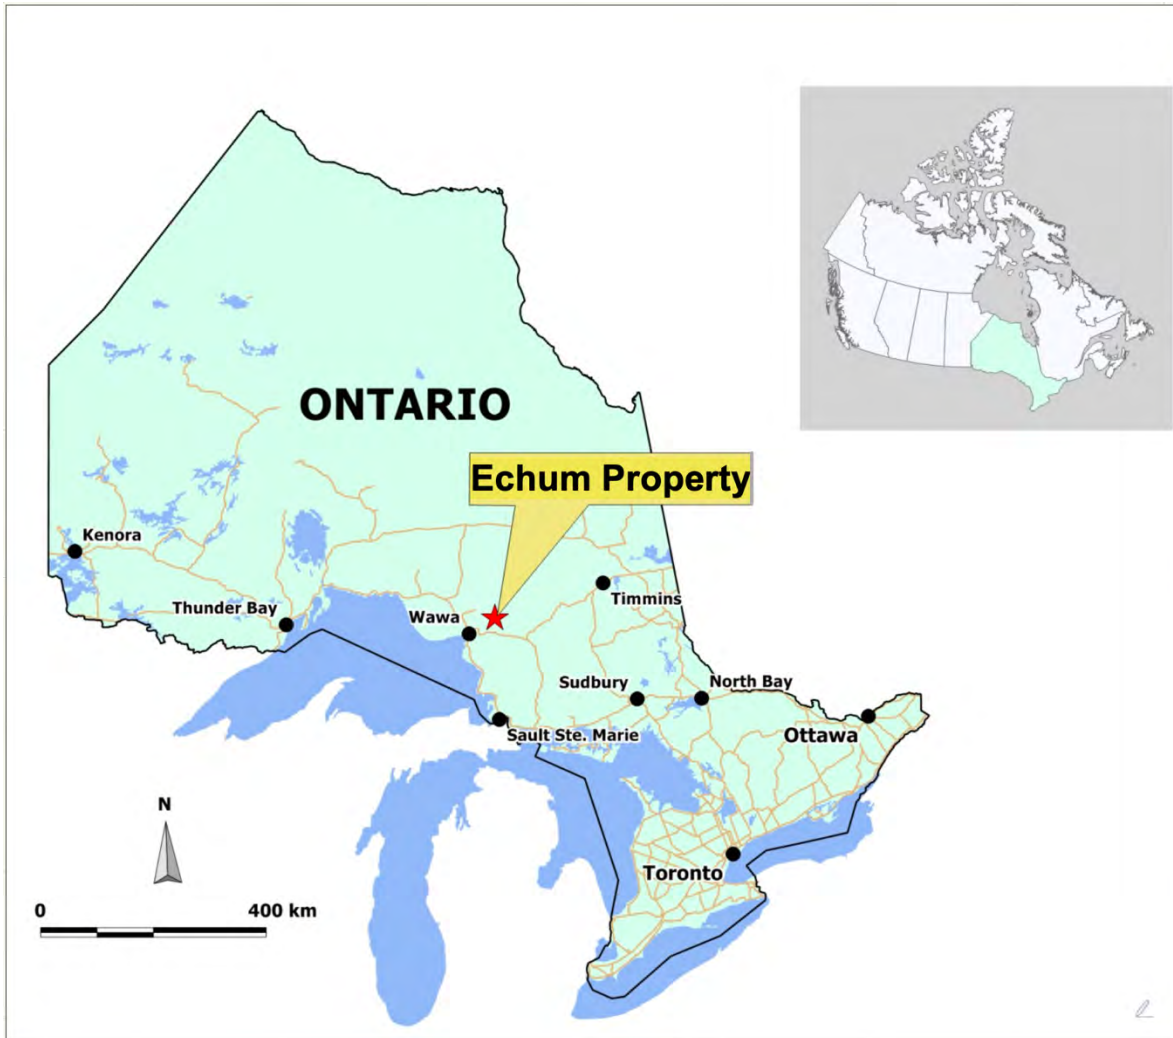 ONTARIO
Echum Property
Kenora
Timmins
Thunder Bay
Wawa
Sudbury
North Bay
Sault Ste. Marie
Ottawa
N
Toronto
0 400 km